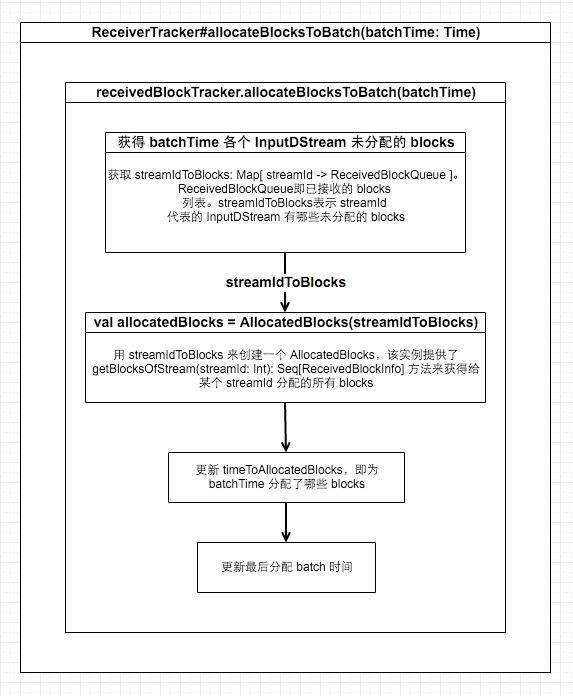 ReceiverTracker#allocateBlocksToBatch(batchTime: Time)
receivedBlockTracker.allocateBlocksToBatch(batchTime)
获得 batchTime 各个 InputDStream 未分配的 blocks
获取 streamIdToBlocks: Map[ streamId -> ReceivedBlockQueue ]。
ReceivedBlockQueue即已接收的 blocks
列表。streamIdToBlocks表示 streamId
代表的 InputDStream 有哪些未分配的 blocks
streamIdToBlocks
val allocatedBlocks = AllocatedBlocks(streamIdToBlocks)
用 streamIdToBlocks 来创建一个 AllocatedBlocks，该实例提供了
getBlocksOfStream(streamId: Int): Seq[ReceivedBlockInfo] 方法来获得给
某个 streamId 分配的所有 blocks
更新 timeToAllocatedBlocks，即为
batchTime 分配了哪些 blocks
更新最后分配 batch 时间